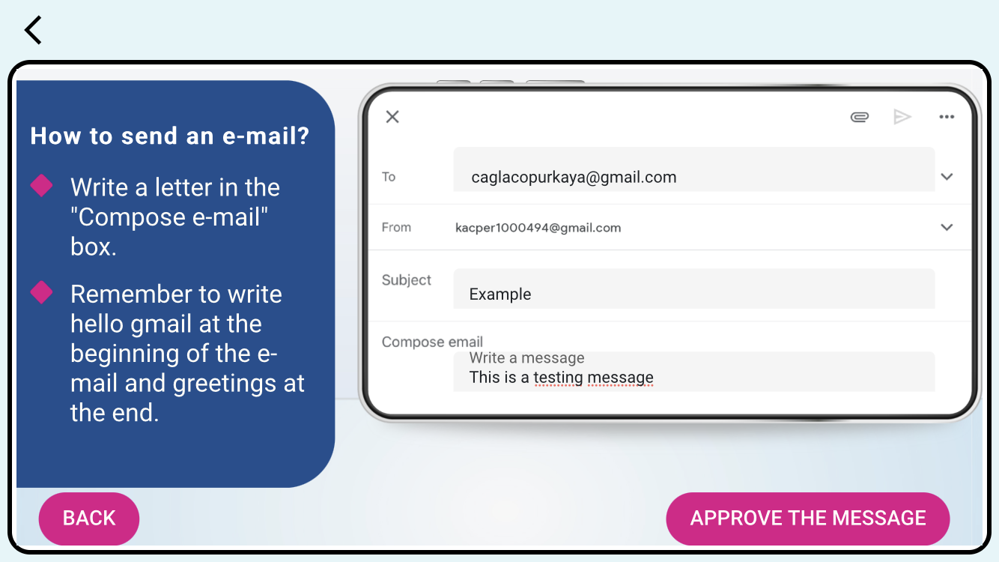 How to send an e-mail?
Write a letter in the
"Compose e-mail"
box.
Remember to write
hello gmail at the
beginning of the e-
mail and greetings at
the end.
To
caglacopurkaya@gmail.com
From
kacper1000494@gmail.com
Subject
Example
Compose email
Write a message
This is a testing message
BACK
APPROVE THE MESSAGE